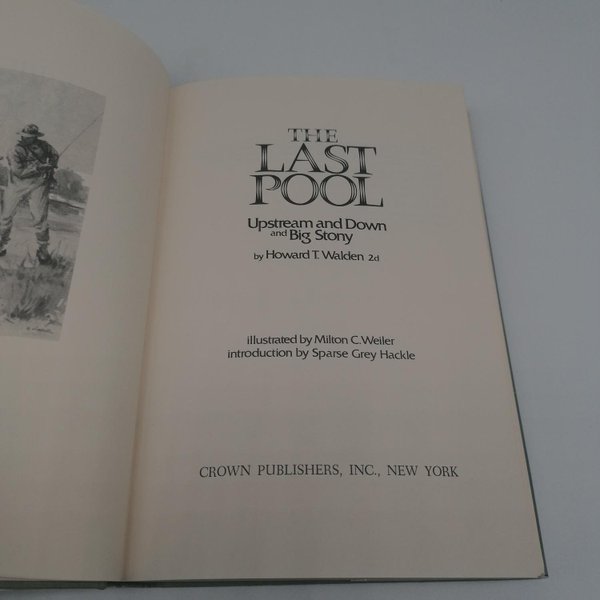 THE
LAST
POOL
Upstream and Down
and Big Stony
by Howard T. Walden 2d
illustrated by Milton C. Weiler
introduction by Sparse Grey Hackle
CROWN PUBLISHERS, INC., NEW YORK